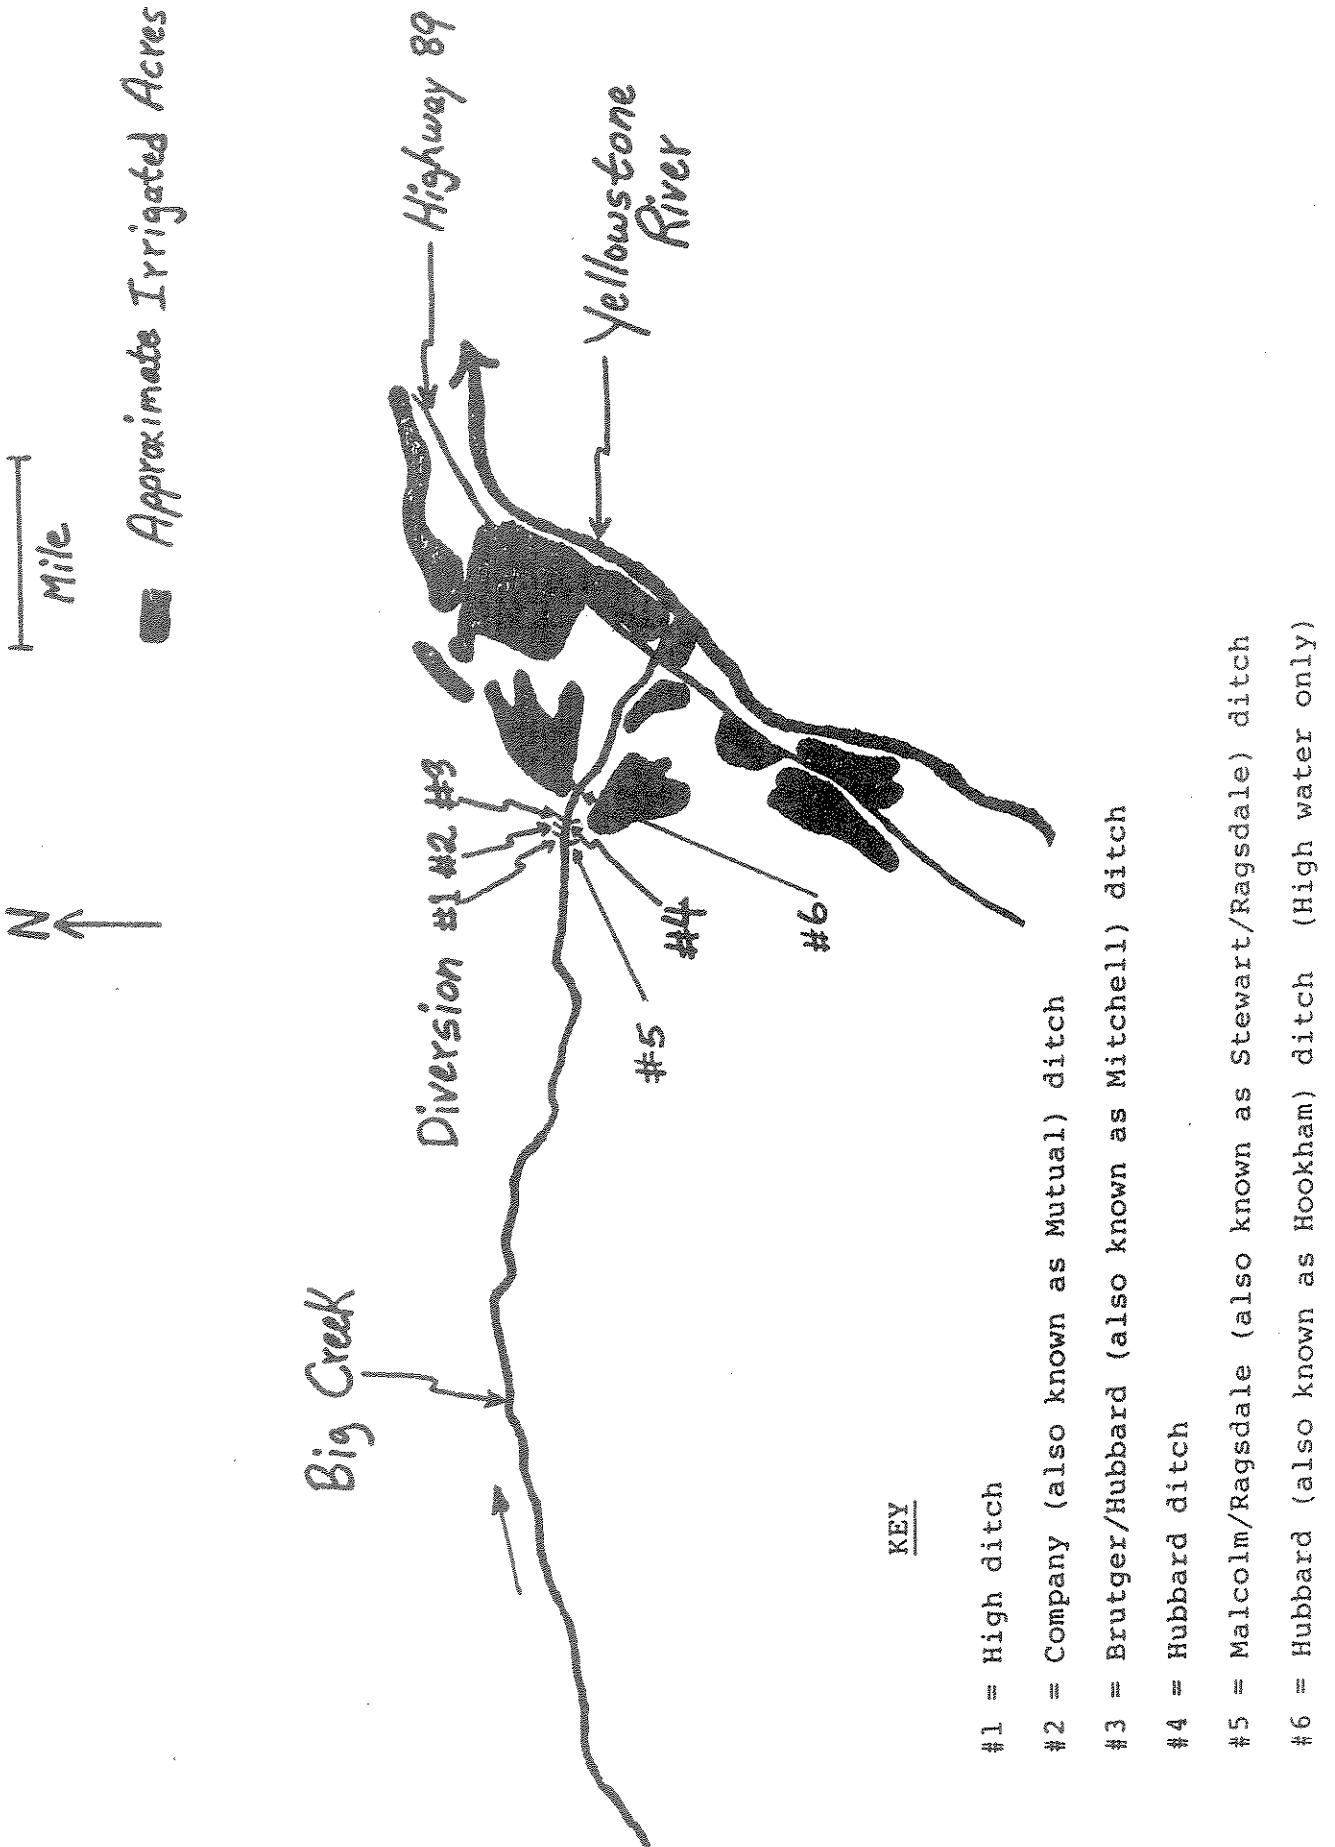 N
Mile
Approximate Irrigated Acres
Highway 89
Yellowstone
River
Diversion #1 #2 #3
#4
#5
#6
Big Creek
KEY
#1 = High ditch
#2 = Company (also known as Mutual) ditch
#3 = Brutger/Hubbard (also known as Mitchell) ditch
#4 = Hubbard ditch
#5 = Malcolm/Ragsdale (also known as Stewart/Ragsdale) ditch
#6 = Hubbard (also known as Hookham) ditch (High water only)